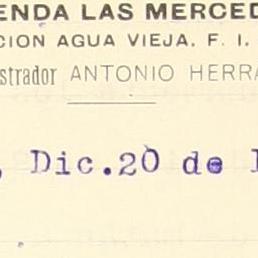 ENDA LAS MERCED
CION AGUA VIEJA. F. I.
strador ANTONIO HERRA
, Dic.20 de